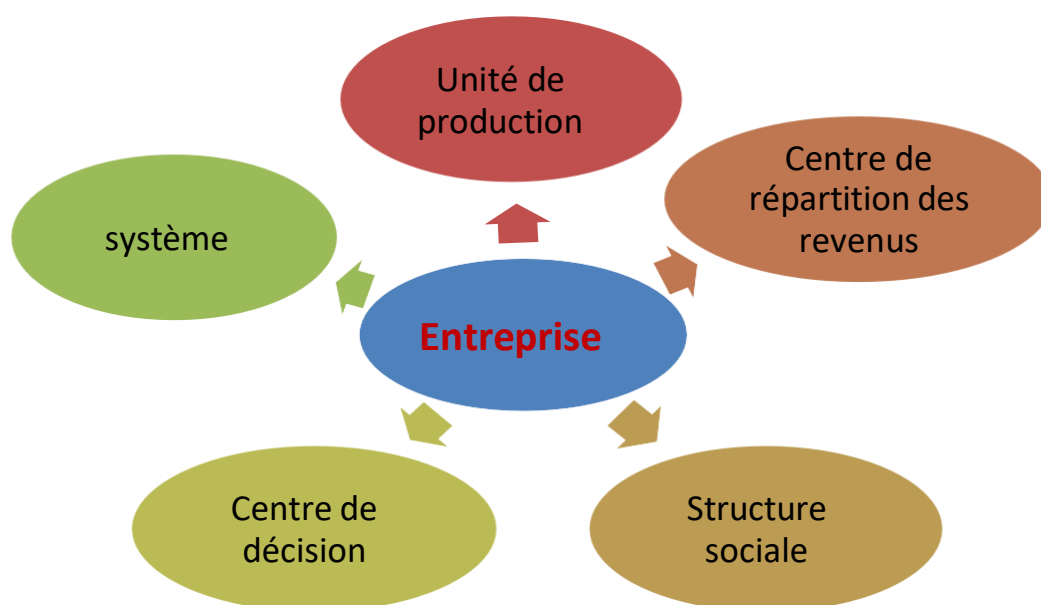 Unité de
production
Centre de
répartition des
revenus
système
Entreprise
Centre de
décision
Structure
sociale